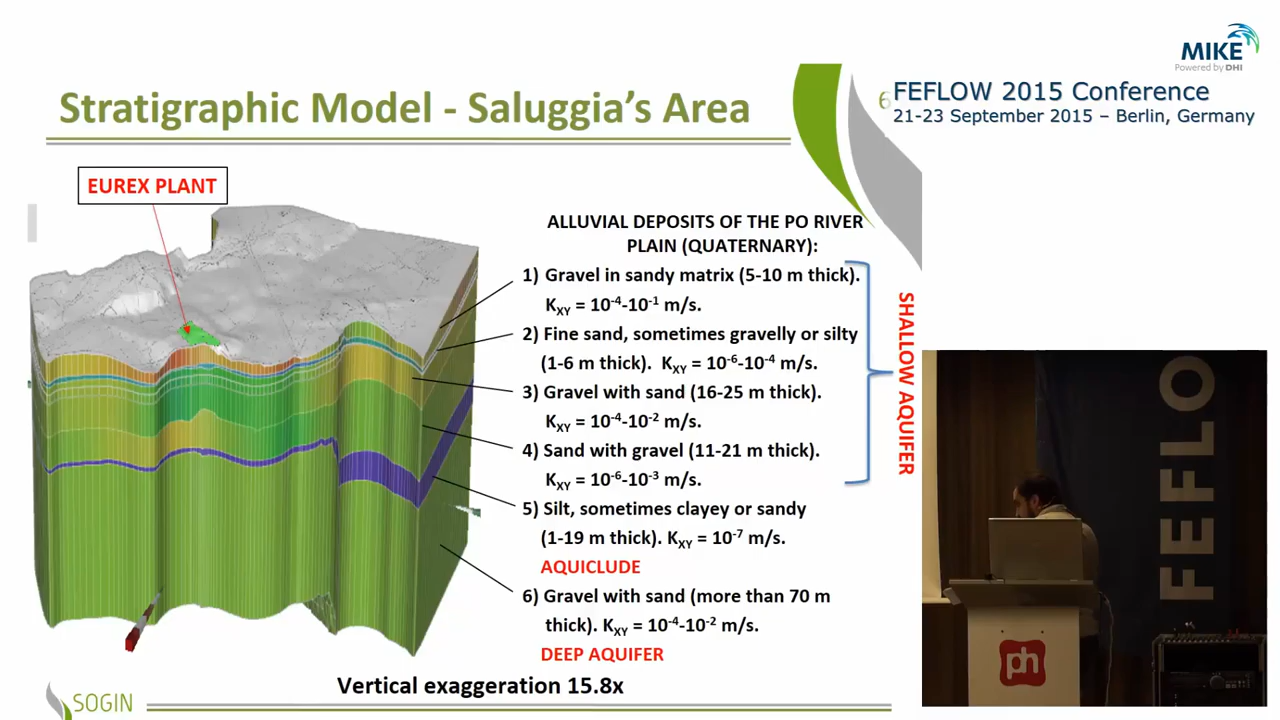 MIKE
Powered by DHI
Stratigraphic Model - Saluggia's Area
6
FEFLOW 2015 Conference
21-23 September 2015 – Berlin, Germany
EUREX PLANT
ALLUVIAL DEPOSITS OF THE PO RIVER
PLAIN (QUATERNARY):
1) Gravel in sandy matrix (5-10 m thick).
KXY = 10-4-10-1 m/s.
2) Fine sand, sometimes gravelly or silty
(1-6 m thick). KXY = 10-6-10-4 m/s.
3) Gravel with sand (16-25 m thick).
KXY = 10-4-10-2 m/s.
4) Sand with gravel (11-21 m thick).
KXY = 10-6-10-3 m/s.
5) Silt, sometimes clayey or sandy
(1-19 m thick). KXY = 10-7 m/s.
AQUICLUDE
6) Gravel with sand (more than 70 m
thick). KXY = 10-4-10-2 m/s.
DEEP AQUIFER
SHALLOW AQUIFER
Vertical exaggeration 15.8x
SOGIN
FEFLO
ph